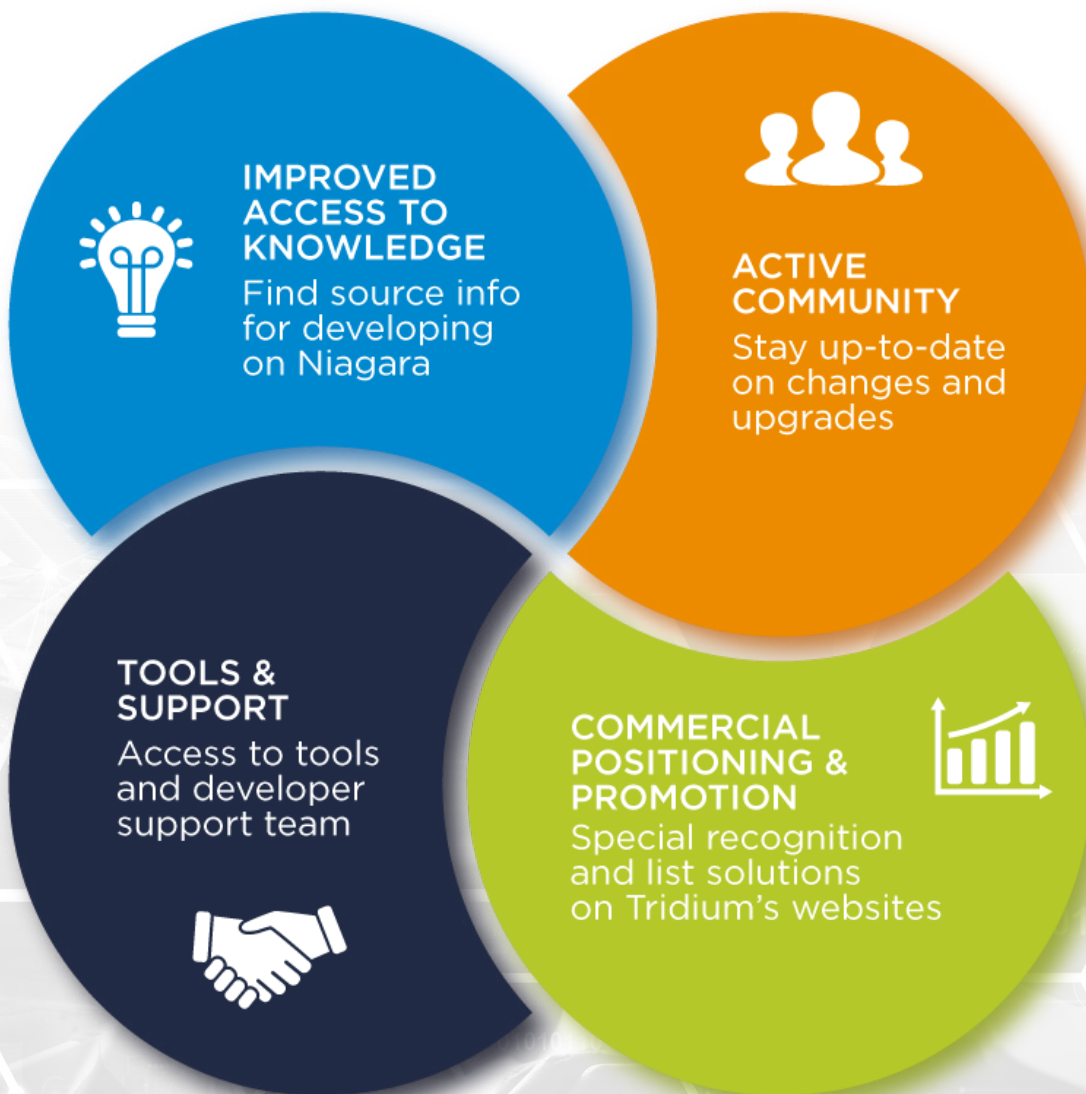 IMPROVED
ACCESS TO
KNOWLEDGE
Find source info
for developing
on Niagara
ACTIVE
COMMUNITY
Stay up-to-date
on changes and
upgrades
TOOLS &
SUPPORT
Access to tools
and developer
support team
COMMERCIAL
POSITIONING &
PROMOTION
Special recognition
and list solutions
on Tridium’s websites